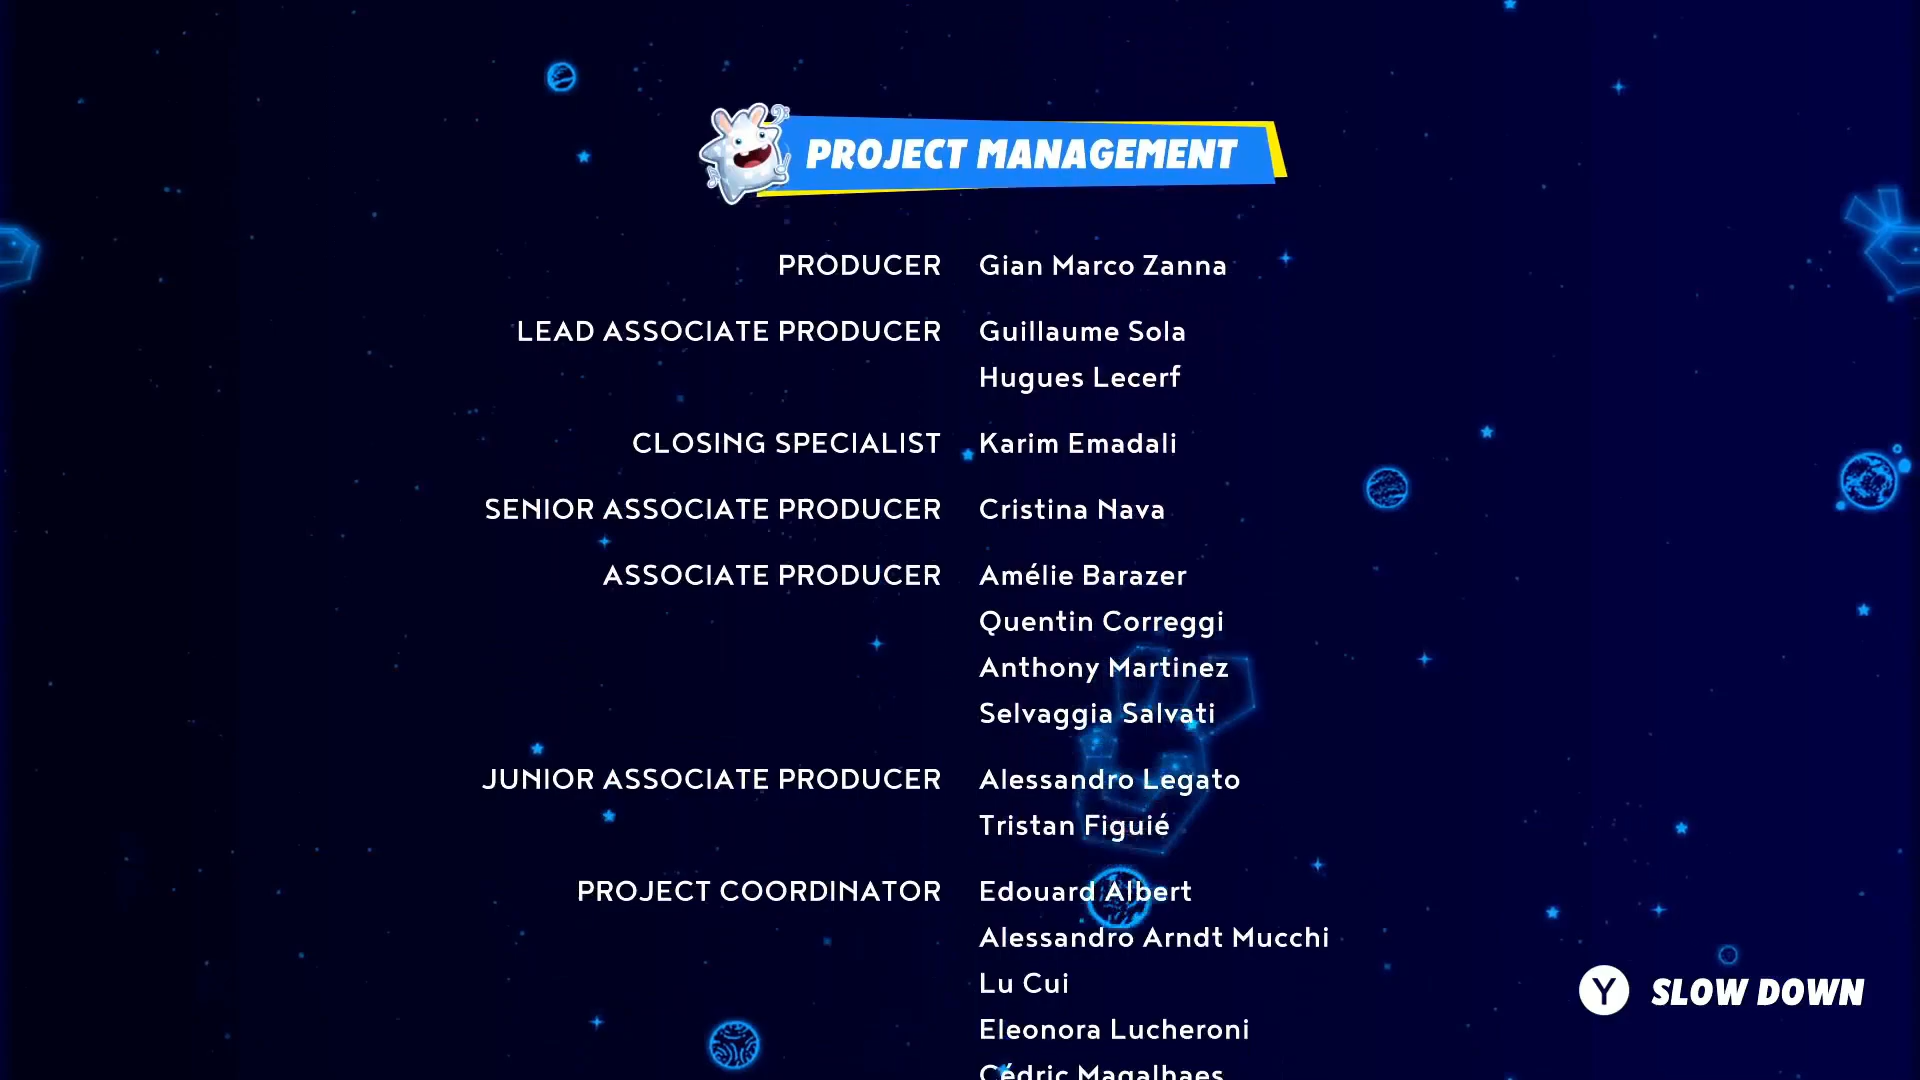 PROJECT MANAGEMENT
PRODUCER Gian Marco Zanna
LEAD ASSOCIATE PRODUCER Guillaume Sola
Hugues Lecerf
CLOSING SPECIALIST Karim Emadali
SENIOR ASSOCIATE PRODUCER Cristina Nava
ASSOCIATE PRODUCER Amélie Barazer
Quentin Correggi
Anthony Martinez
Selvaggia Salvati
JUNIOR ASSOCIATE PRODUCER Alessandro Legato
Tristan Figuié
PROJECT COORDINATOR Edouard Albert
Alessandro Arndt Mucchi
Lu Cui
Eleonora Lucheroni
Cédric Magalhaes
Y SLOW DOWN